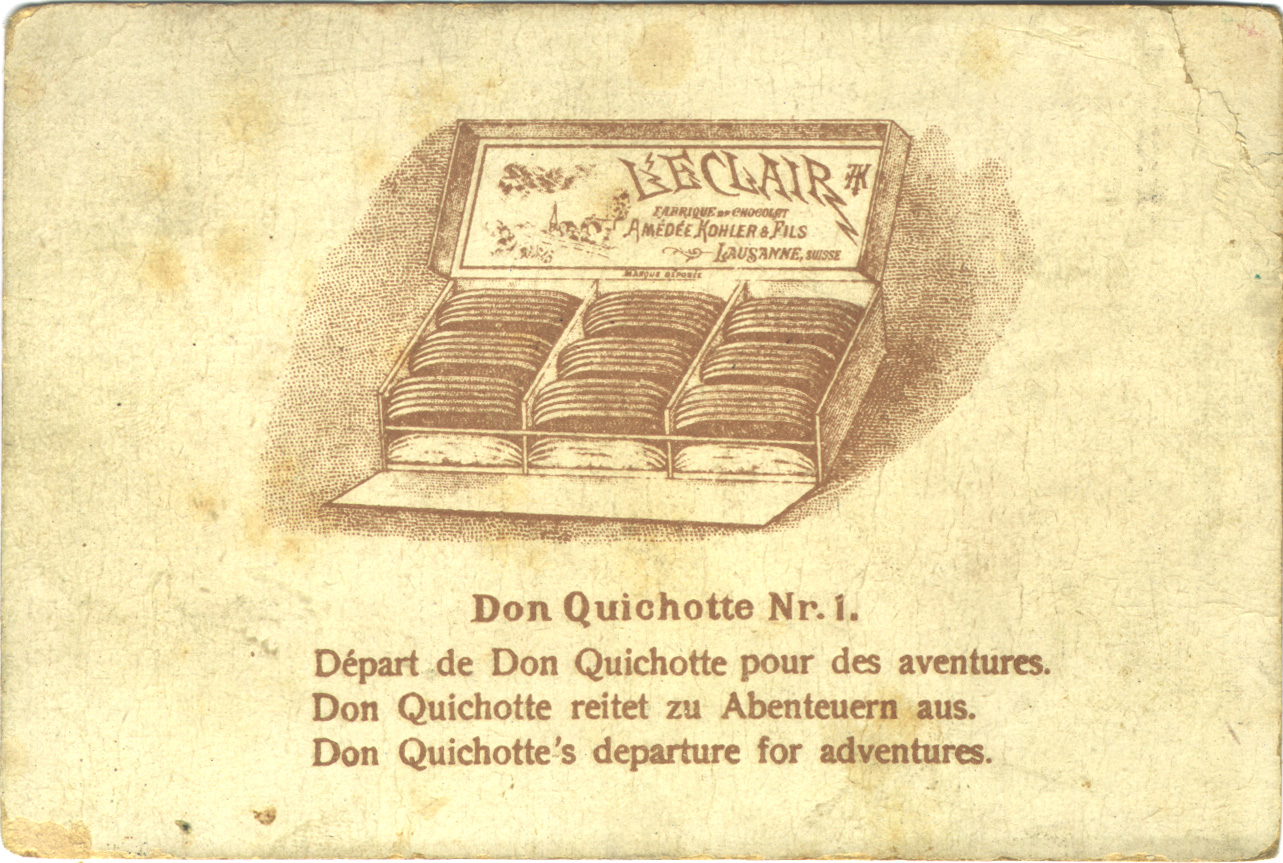 L'ECLAIR AK
FABRIQUE DE CHOCOLAT
AMÉDÉE KOHLER & FILS
LAUSANNE, SUISSE
MARQUE DÉPOSÉE
Don Quichotte Nr. 1.
Départ de Don Quichotte pour des aventures.
Don Quichotte reitet zu Abenteuern aus.
Don Quichotte's departure for adventures.